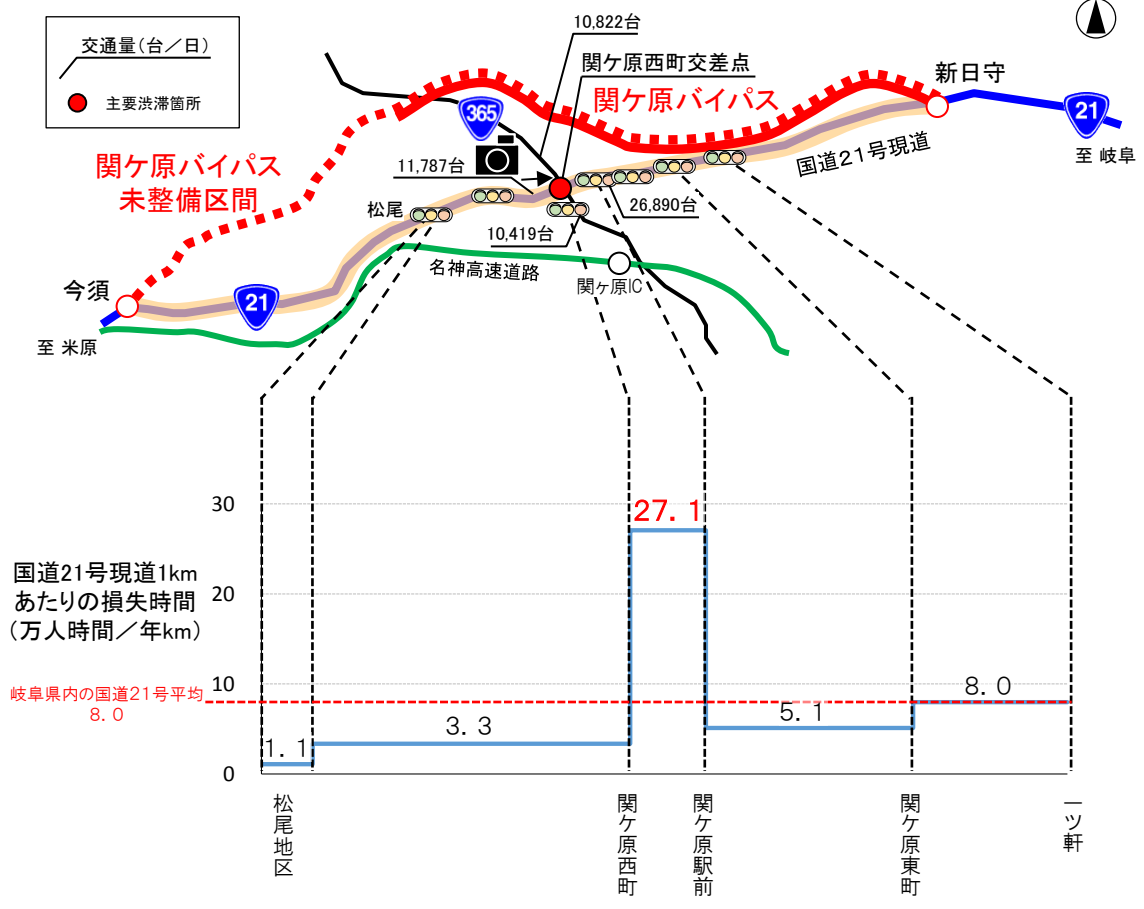 交通量(台/日)
主要渋滞箇所
10,822台
関ケ原西町交差点
関ケ原バイパス
新日守
365
21
至 岐阜
国道21号現道
関ケ原バイパス
未整備区間
11,787台
松尾
26,890台
10,419台
名神高速道路
関ヶ原IC
今須
21
至 米原
30
27.1
国道21号現道1km
あたりの損失時間
(万人時間/年km)
20
10
岐阜県内の国道21号平均
8.0
8.0
5.1
3.3
1.1
0
松尾地区
関ケ原西町
関ケ原駅前
関ケ原東町
一ツ軒